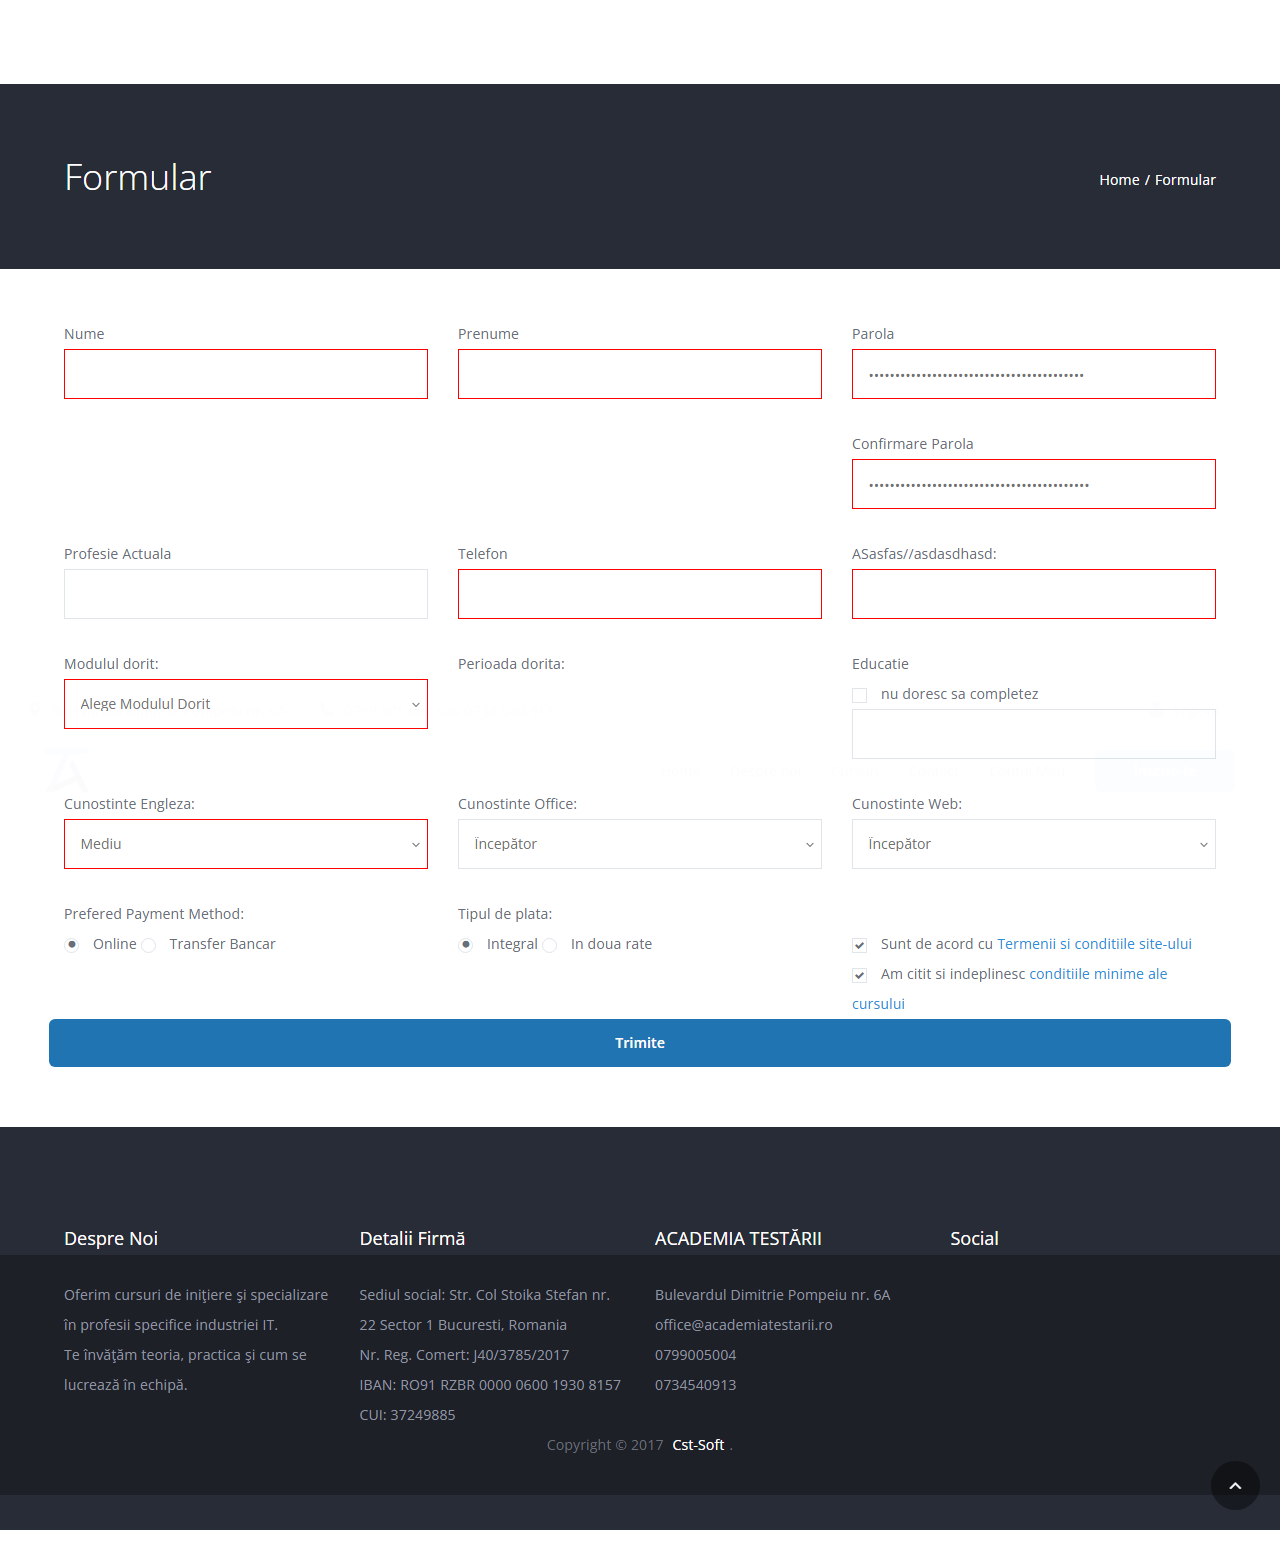 Formular
Home / Formular
Nume
Prenume
Parola
••••••••••••••••••••••••••••••••••••••••
Confirmare Parola
•••••••••••••••••••••••••••••••••••••••••
Profesie Actuala
Telefon
ASasfas//asdasdhasd:
Modulul dorit:
Alege Modulul Dorit
Perioada dorita:
Educatie
nu doresc sa completez
Cunostinte Engleza:
Mediu
Cunostinte Office:
Începător
Cunostinte Web:
Începător
Prefered Payment Method:
Online
Transfer Bancar
Tipul de plata:
Integral
In doua rate
Sunt de acord cu Termenii si conditiile site-ului
Am citit si indeplinesc conditiile minime ale
cursului
Trimite
Despre Noi
Oferim cursuri de inițiere și specializare
în profesii specifice industriei IT.
Te învățăm teoria, practica și cum se
lucrează în echipă.
Detalii Firmă
Sediul social: Str. Col Stoika Stefan nr.
22 Sector 1 Bucuresti, Romania
Nr. Reg. Comert: J40/3785/2017
IBAN: RO91 RZBR 0000 0600 1930 8157
CUI: 37249885
ACADEMIA TESTĂRII
Bulevardul Dimitrie Pompeiu nr. 6A
office@academiatestarii.ro
0799005004
0734540913
Social
Copyright © 2017 Cst-Soft .